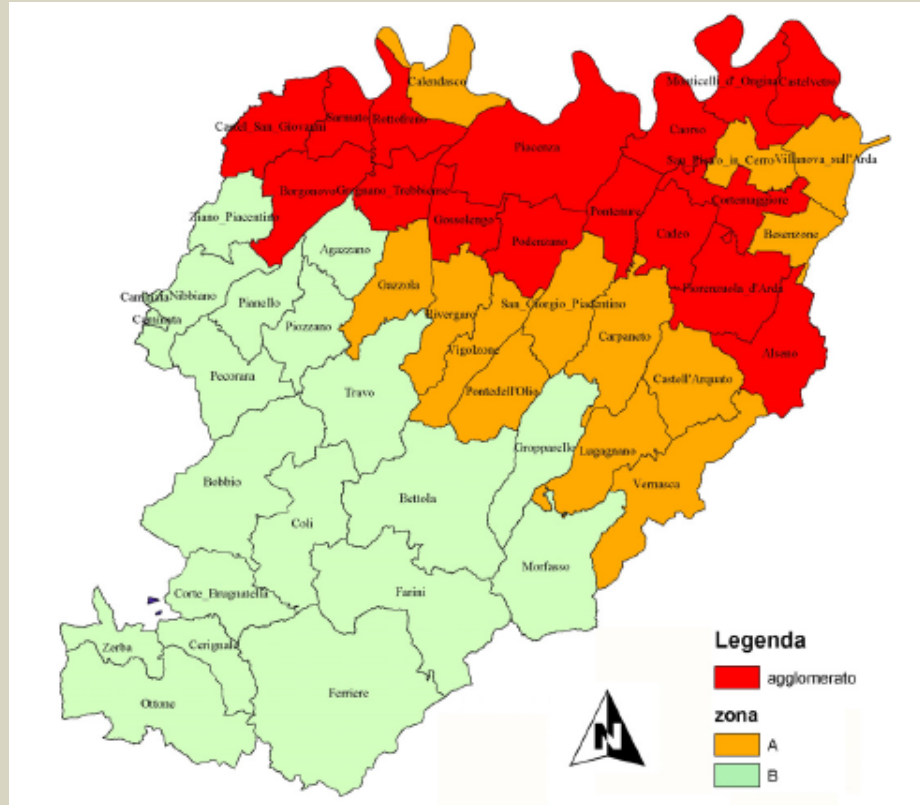 Calendasco
Monticelli_d'_Ongina
Castelvetro
Castel_San_Giovanni
Sarmato
Rottofreno
Piacenza
Caorso
San_Pietro_in_Cerro
Villanova_sull'Arda
Borgonovo
Gragnano_Trebbiense
Cortemaggiore
Ziano_Piacentino
Gossolengo
Pontenure
Cadeo
Besenzone
Agazzano
Podenzano
Gazzola
Fiorenzuola_d'Arda
Caminata
Nibbiano
Pianello
San_Giorgio_Piacentino
Rivergaro
Caminata
Piozzano
Vigolzone
Carpaneto
Alseno
Pecorara
Travo
Pontedell'Olio
Castell'Arquato
Gropparello
Lugagnano
Bobbio
Bettola
Vernasca
Coli
Morfasso
Corte_Brugnatella
Farini
Zerba
Cerignale
Ottone
Ferriere
Legenda
agglomerato
zona
A
B
N